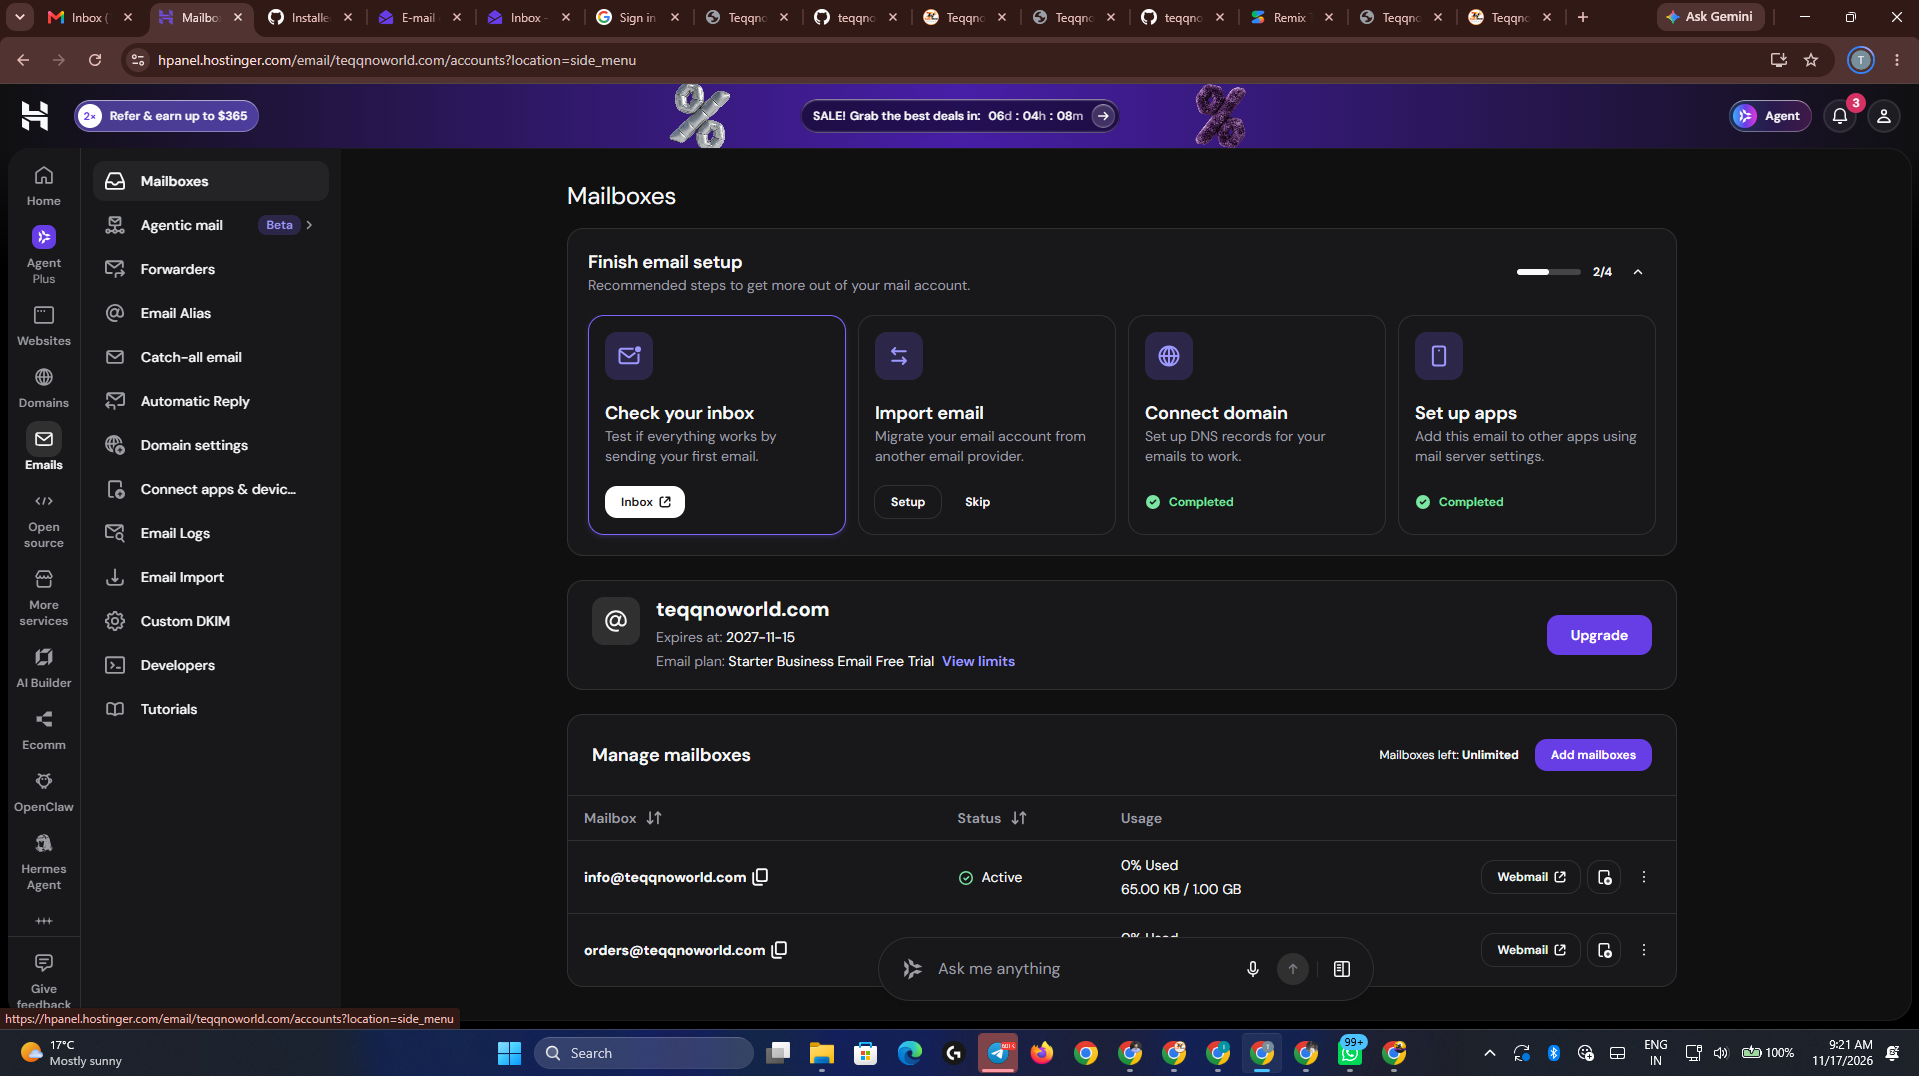 Inbox (
Mailbo
Installe
E-mail
Inbox -
Sign in
Teqqno
teqqno
Teqqno
Teqqno
teqqno
Remix
Teqqno
Teqqno
Ask Gemini
hpanel.hostinger.com/email/teqqnoworld.com/accounts?location=side_menu
T
2× Refer & earn up to $365
SALE! Grab the best deals in: 06d : 04h : 08m
Agent
3
Home
Agent
Plus
Websites
Domains
Emails
Open
source
More
services
AI Builder
Ecomm
OpenClaw
Hermes
Agent
Give
feedback
Mailboxes
Agentic mail Beta
Forwarders
Email Alias
Catch-all email
Automatic Reply
Domain settings
Connect apps & devic...
Email Logs
Email Import
Custom DKIM
Developers
Tutorials
Mailboxes
Finish email setup
Recommended steps to get more out of your mail account.
2/4
Check your inbox
Test if everything works by
sending your first email.
Inbox
Import email
Migrate your email account from
another email provider.
Setup Skip
Connect domain
Set up DNS records for your
emails to work.
Completed
Set up apps
Add this email to other apps using
mail server settings.
Completed
teqqnoworld.com
Expires at: 2027-11-15
Email plan: Starter Business Email Free Trial View limits
Upgrade
Manage mailboxes
Mailboxes left: Unlimited
Add mailboxes
Mailbox Status Usage
info@teqqnoworld.com Active
0% Used
65.00 KB / 1.00 GB
Webmail
orders@teqqnoworld.com
0% Used
Webmail
Ask me anything
https://hpanel.hostinger.com/email/teqqnoworld.com/accounts?location=side_menu
17°C
Mostly sunny
Search
99+
ENG
IN
100%
9:21 AM
11/17/2026